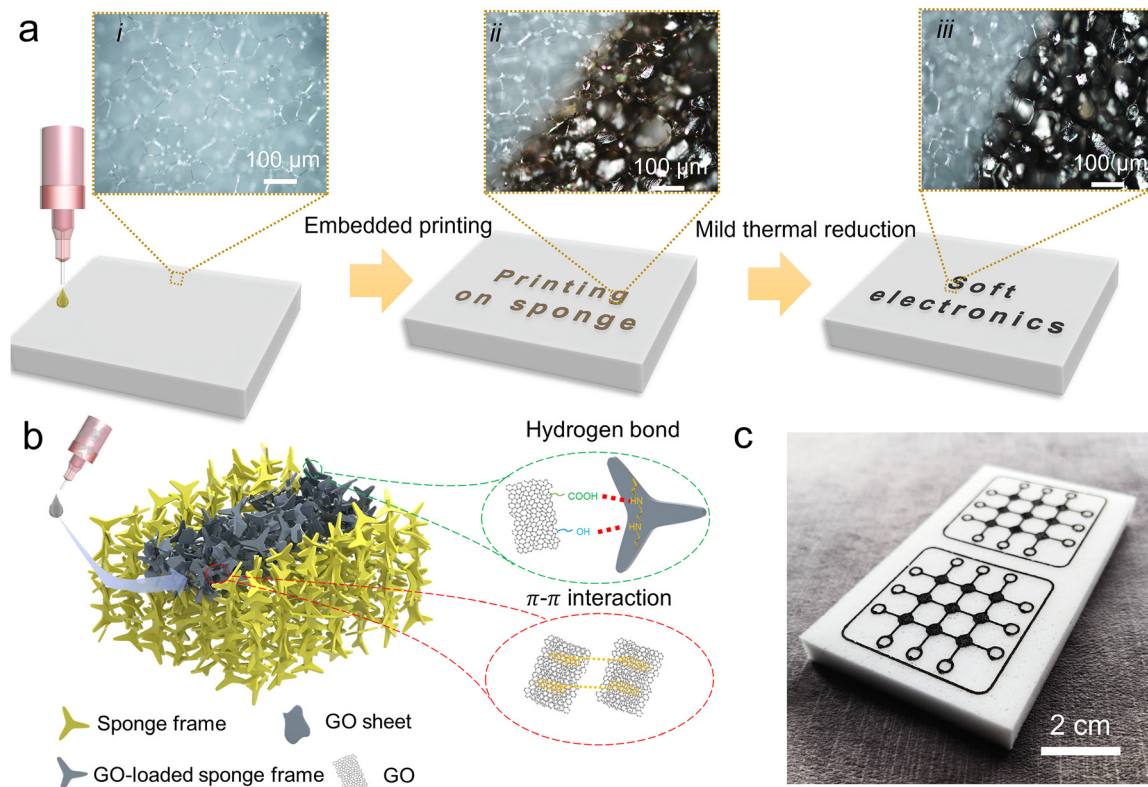 a
i
100 μm
ii
100 μm
iii
100 μm
Embedded printing
Mild thermal reduction
Printing
on sponge
Soft
electronics
b
Hydrogen bond
COOH
HN
OH
HN
π-π interaction
Sponge frame
GO sheet
GO-loaded sponge frame
GO
c
2 cm